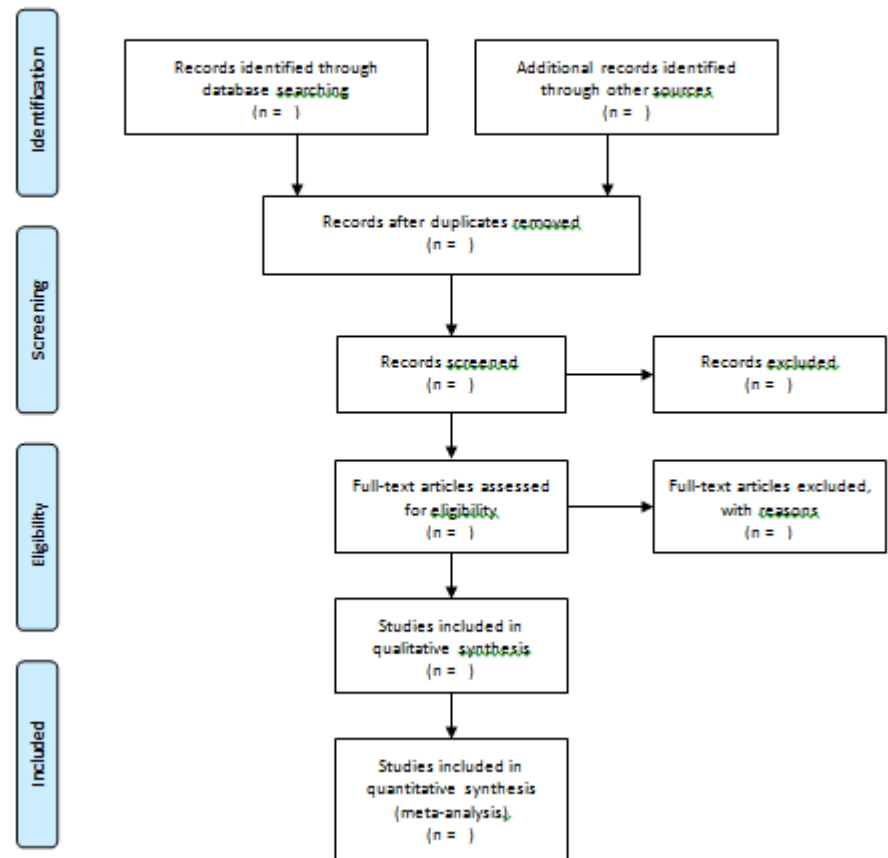 Identification
Records identified through
database searching
(n =  )
Additional records identified
through other sources
(n =  )
Records after duplicates removed
(n =  )
Screening
Records screened
(n =  )
Records excluded
(n =  )
Eligibility
Full-text articles assessed
for eligibility
(n =  )
Full-text articles excluded,
with reasons
(n =  )
Studies included in
qualitative synthesis
(n =  )
Included
Studies included in
quantitative synthesis
(meta-analysis)
(n =  )